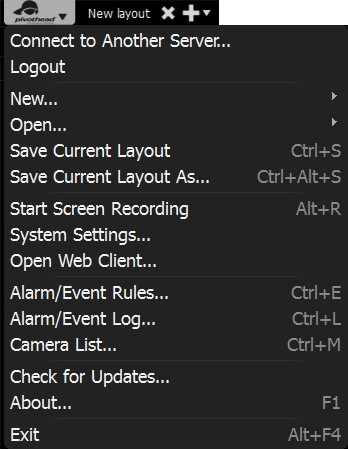 pivothead New layout
Connect to Another Server...
Logout
New...
Open...
Save Current Layout Ctrl+S
Save Current Layout As... Ctrl+Alt+S
Start Screen Recording Alt+R
System Settings...
Open Web Client...
Alarm/Event Rules... Ctrl+E
Alarm/Event Log... Ctrl+L
Camera List... Ctrl+M
Check for Updates...
About... F1
Exit Alt+F4